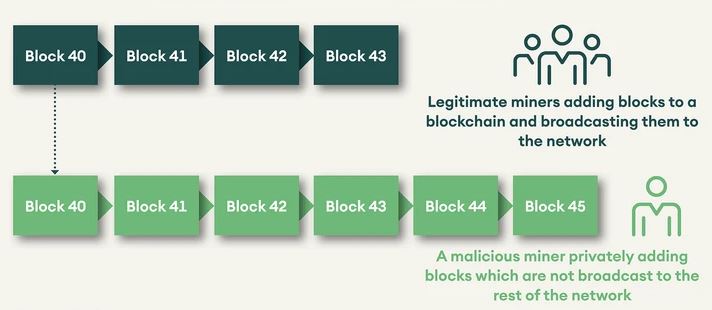 Block 40
Block 41
Block 42
Block 43
Legitimate miners adding blocks to a
blockchain and broadcasting them to
the network
Block 40
Block 41
Block 42
Block 43
Block 44
Block 45
A malicious miner privately adding
blocks which are not broadcast to the
rest of the network